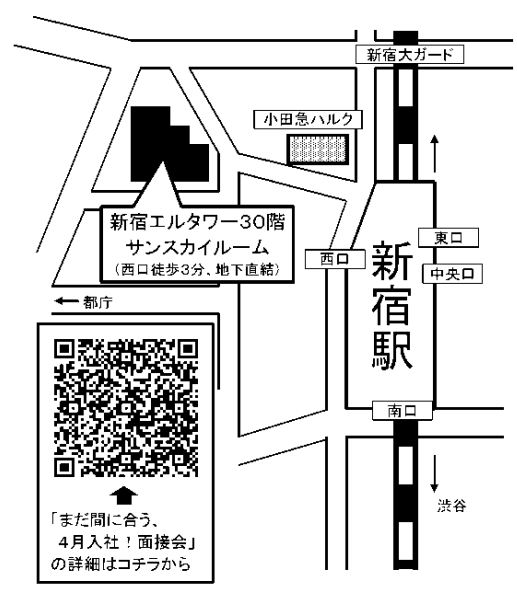 新宿大ガード
小田急ハルク
新宿エルタワー30階
サンスカイルーム
(西口徒歩3分、地下直結)
東口
西口
中央口
新宿駅
←都庁
南口
渋谷
「まだ間に合う、
4月入社！面接会」
の詳細はコチラから